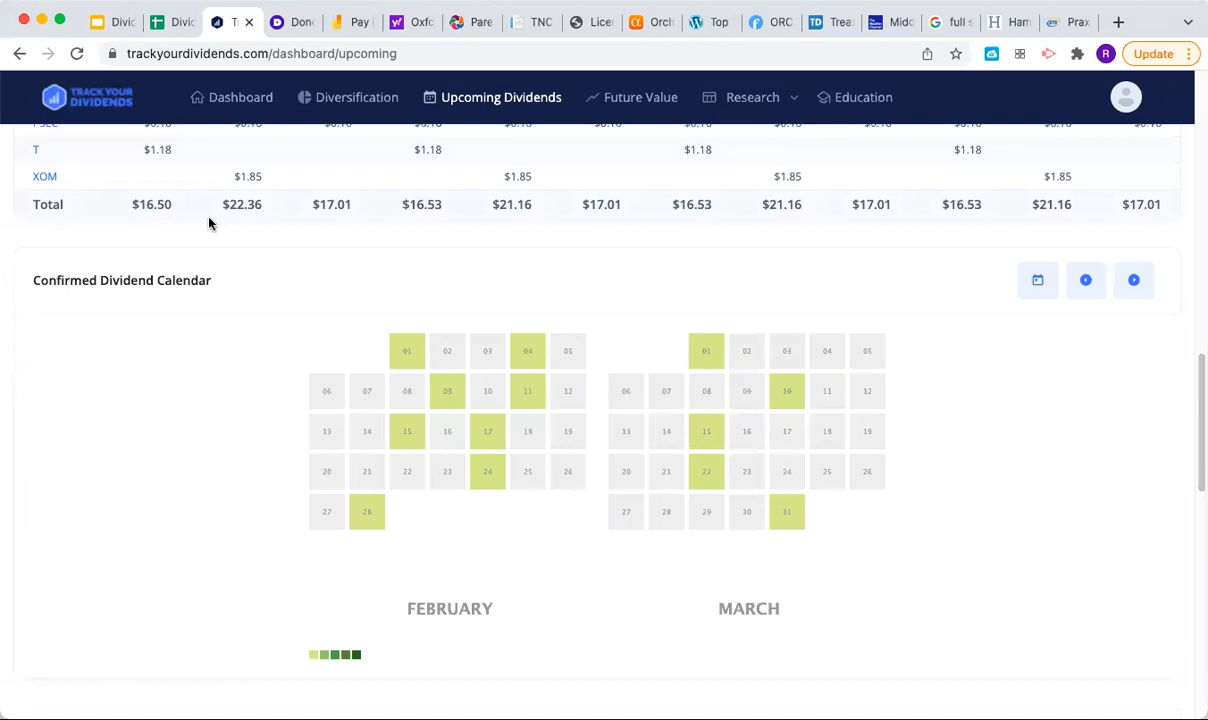 Divic Divic T Don Pay Oxfc Pare TNC Licer Orch Top ORC Trea Midc full s Ham Prax
trackyourdividends.com/dashboard/upcoming R Update
TRACK YOUR DIVIDENDS Dashboard Diversification Upcoming Dividends Future Value Research Education
T $1.18 $1.18 $1.18 $1.18
XOM $1.85 $1.85 $1.85 $1.85
Total $16.50 $22.36 $17.01 $16.53 $21.16 $17.01 $16.53 $21.16 $17.01 $16.53 $21.16 $17.01
Confirmed Dividend Calendar
01 02 03 04 05 01 02 03 04 05
06 07 08 09 10 11 12 06 07 08 09 10 11 12
13 14 15 16 17 18 19 13 14 15 16 17 18 19
20 21 22 23 24 25 26 20 21 22 23 24 25 26
27 28 27 28 29 30 31
FEBRUARY MARCH